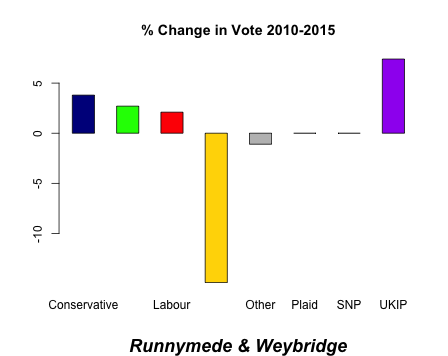 % Change in Vote 2010-2015
5
0
-5
-10
Conservative Labour Other Plaid SNP UKIP
Runnymede & Weybridge